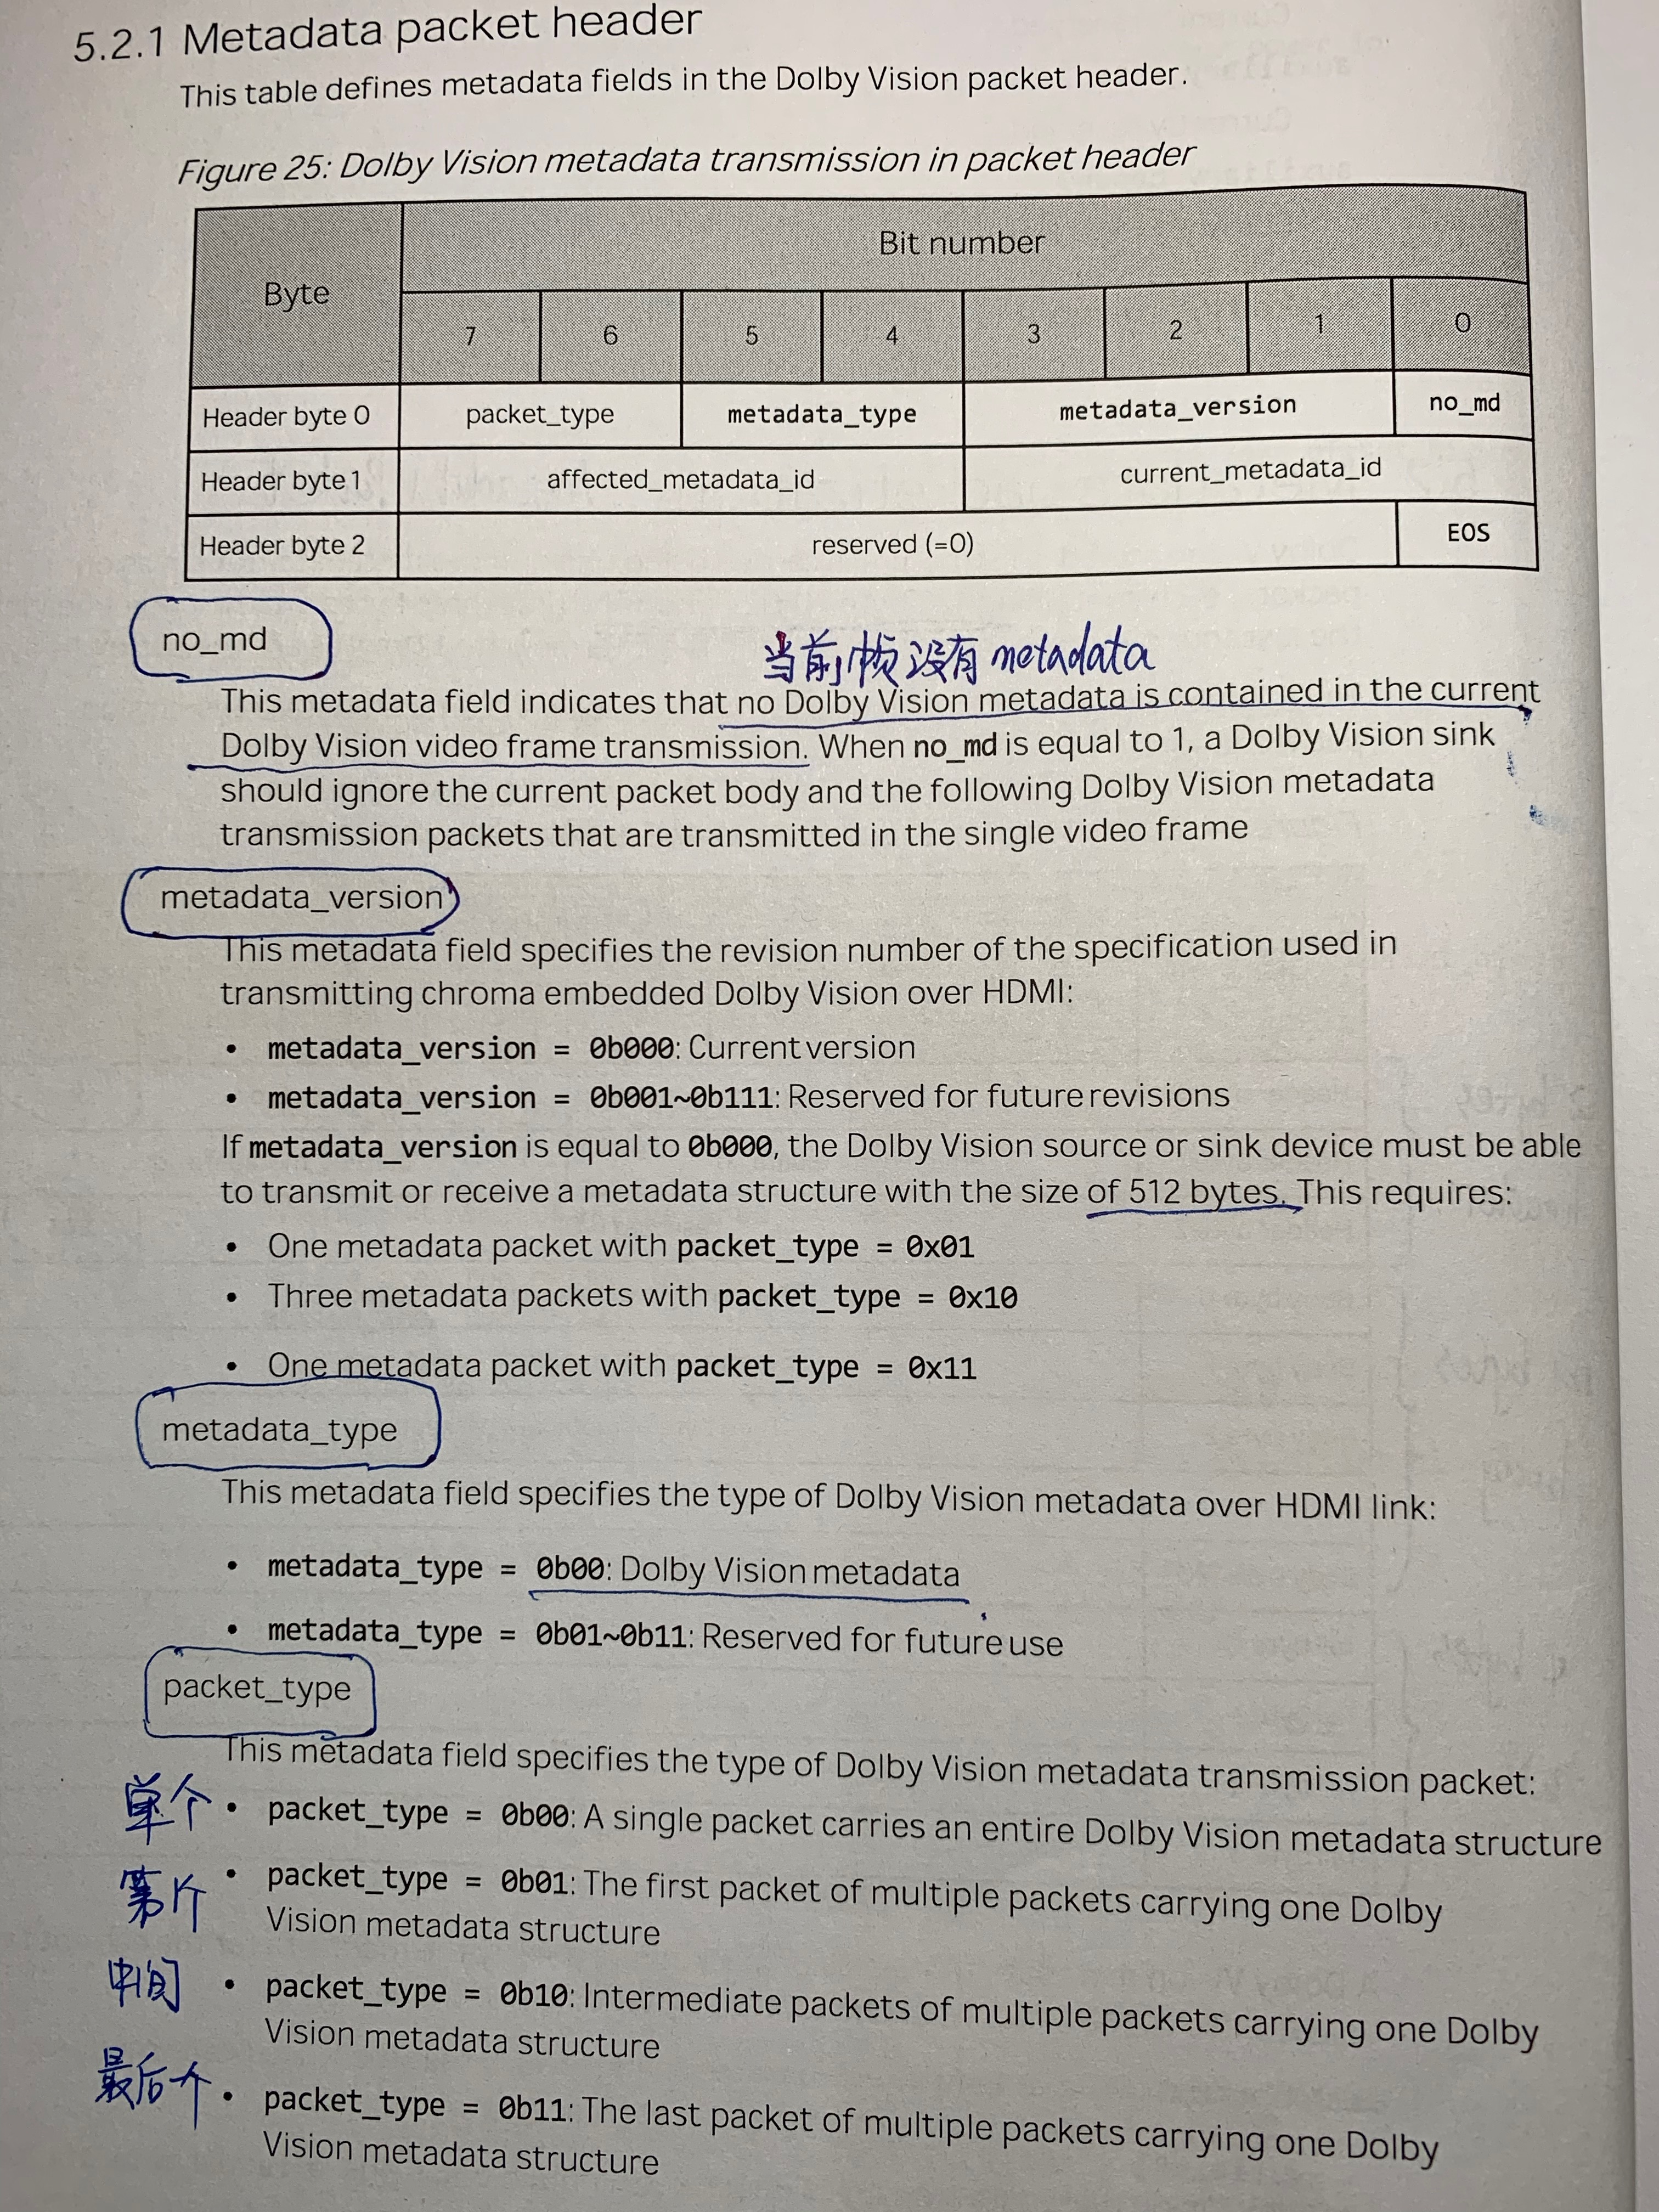 5.2.1 Metadata packet header
This table defines metadata fields in the Dolby Vision packet header.
Figure 25: Dolby Vision metadata transmission in packet header
Byte
Bit number
7 6 5 4 3 2 1 0
Header byte 0 packet_type metadata_type metadata_version no_md
Header byte 1 affected_metadata_id current_metadata_id
Header byte 2 reserved (=0) EOS
no_md
当前帧没有metadata
This metadata field indicates that no Dolby Vision metadata is contained in the current
Dolby Vision video frame transmission. When no_md is equal to 1, a Dolby Vision sink
should ignore the current packet body and the following Dolby Vision metadata
transmission packets that are transmitted in the single video frame
metadata_version
This metadata field specifies the revision number of the specification used in
transmitting chroma embedded Dolby Vision over HDMI:
• metadata_version = 0b000: Current version
• metadata_version = 0b001~0b111: Reserved for future revisions
If metadata_version is equal to 0b000, the Dolby Vision source or sink device must be able
to transmit or receive a metadata structure with the size of 512 bytes. This requires:
• One metadata packet with packet_type = 0x01
• Three metadata packets with packet_type = 0x10
• One metadata packet with packet_type = 0x11
metadata_type
This metadata field specifies the type of Dolby Vision metadata over HDMI link:
• metadata_type = 0b00: Dolby Vision metadata
• metadata_type = 0b01~0b11: Reserved for future use
packet_type
This metadata field specifies the type of Dolby Vision metadata transmission packet:
单个 • packet_type = 0b00: A single packet carries an entire Dolby Vision metadata structure
• packet_type = 0b01: The first packet of multiple packets carrying one Dolby
Vision metadata structure
中间 • packet_type = 0b10: Intermediate packets of multiple packets carrying one Dolby
Vision metadata structure
最后个 • packet_type = 0b11: The last packet of multiple packets carrying one Dolby
Vision metadata structure